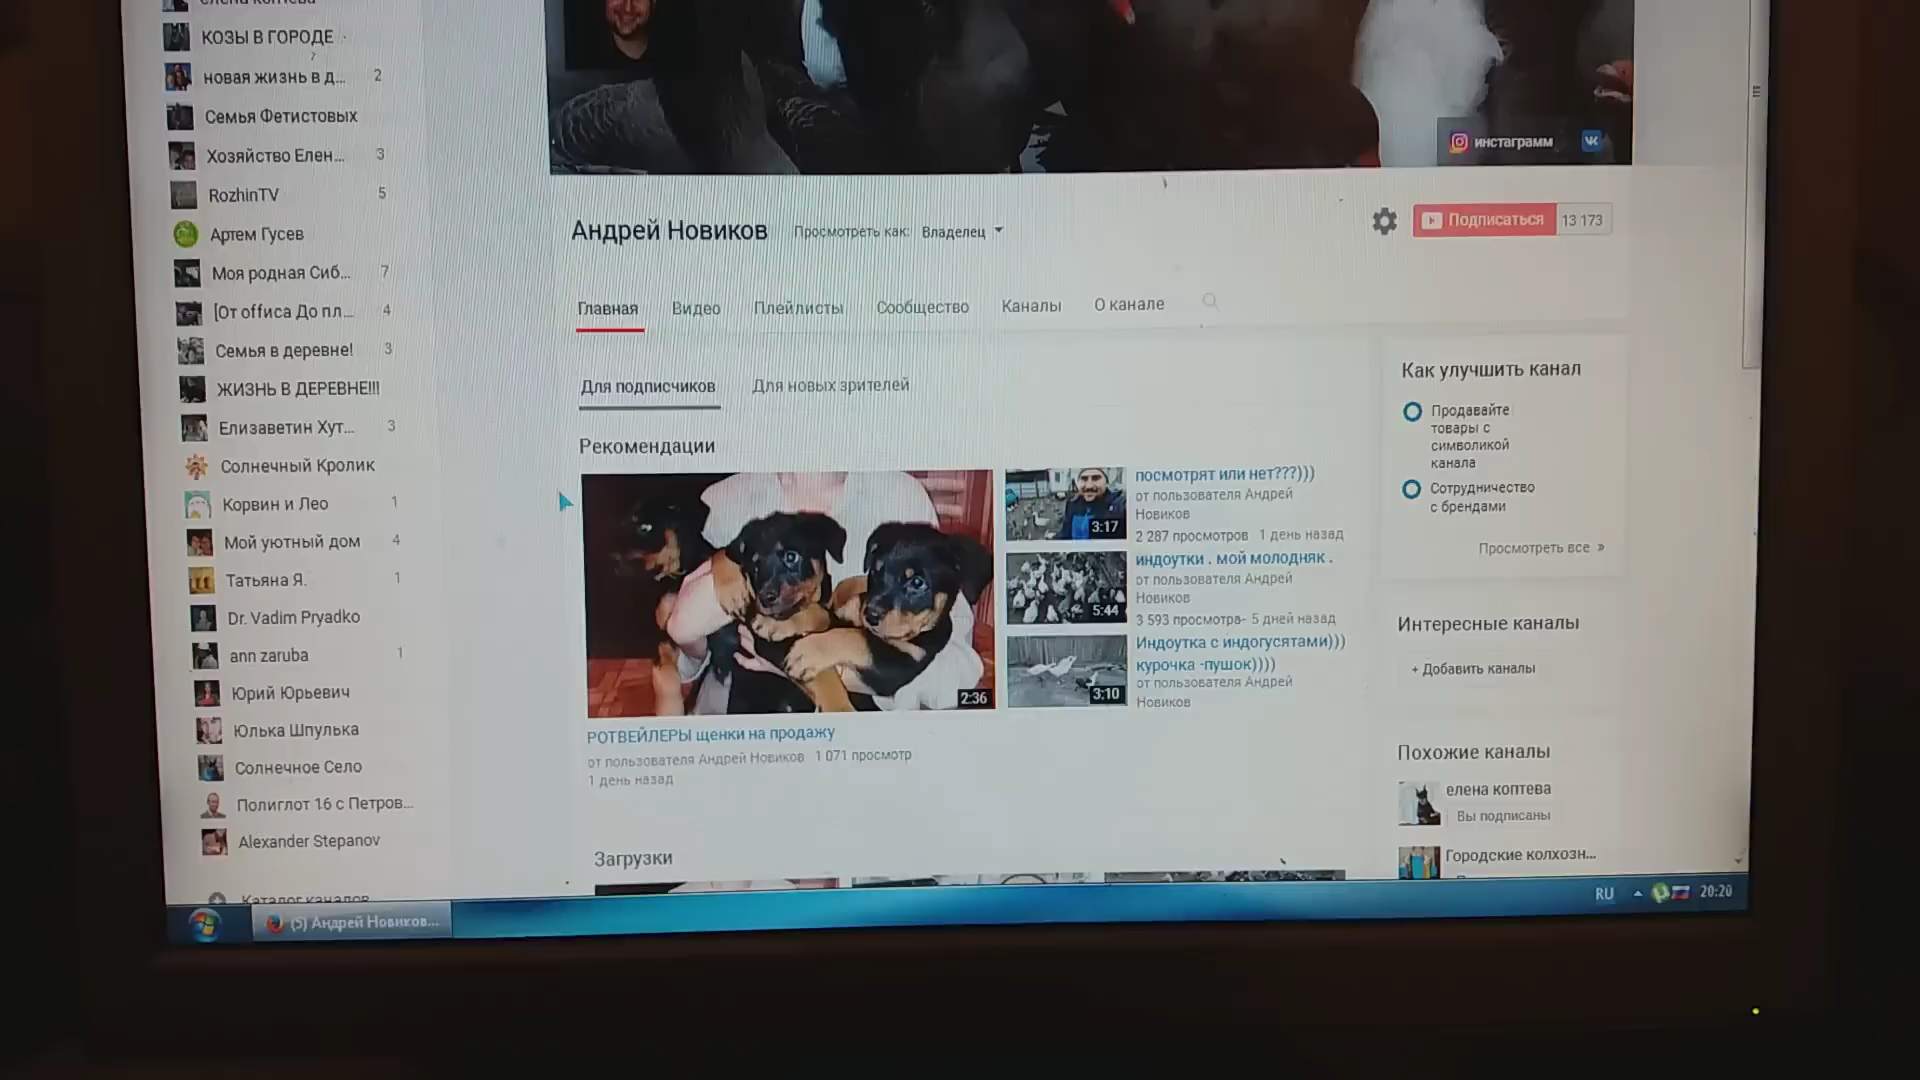 елена коптева
КОЗЫ В ГОРОДЕ
новая жизнь в д... 2
Семья Фетистовых
Хозяйство Елен... 3
RozhinTV 5
Артем Гусев
Моя родная Сиб... 7
[От offиса До пл... 4
Семья в деревне! 3
ЖИЗНЬ В ДЕРЕВНЕ!!!
Елизаветин Хут... 3
Солнечный Кролик
Корвин и Лео 1
Мой уютный дом 4
Татьяна Я. 1
Dr. Vadim Pryadko
ann zaruba 1
Юрий Юрьевич
Юлька Шпулька
Солнечное Село
Полиглот 16 с Петров...
Alexander Stepanov
Каталог каналов
инстаграмм
Андрей Новиков Просмотреть как: Владелец
Подписаться 13 173
Главная Видео Плейлисты Сообщество Каналы О канале
Для подписчиков Для новых зрителей
Рекомендации
2:36
РОТВЕЙЛЕРЫ щенки на продажу
от пользователя Андрей Новиков 1 071 просмотр
1 день назад
3:17
посмотрят или нет???)))
от пользователя Андрей
Новиков
2 287 просмотров 1 день назад
5:44
индоутки . мой молодняк .
от пользователя Андрей
Новиков
3 593 просмотра- 5 дней назад
3:10
Индоутка с индогусятами)))
курочка -пушок))))
от пользователя Андрей
Новиков
Загрузки
Как улучшить канал
Продавайте
товары с
символикой
канала
Сотрудничество
с брендами
Просмотреть все »
Интересные каналы
+ Добавить каналы
Похожие каналы
елена коптева
Вы подписаны
Городские колхозн...
(5) Андрей Новиков...
RU 20:20